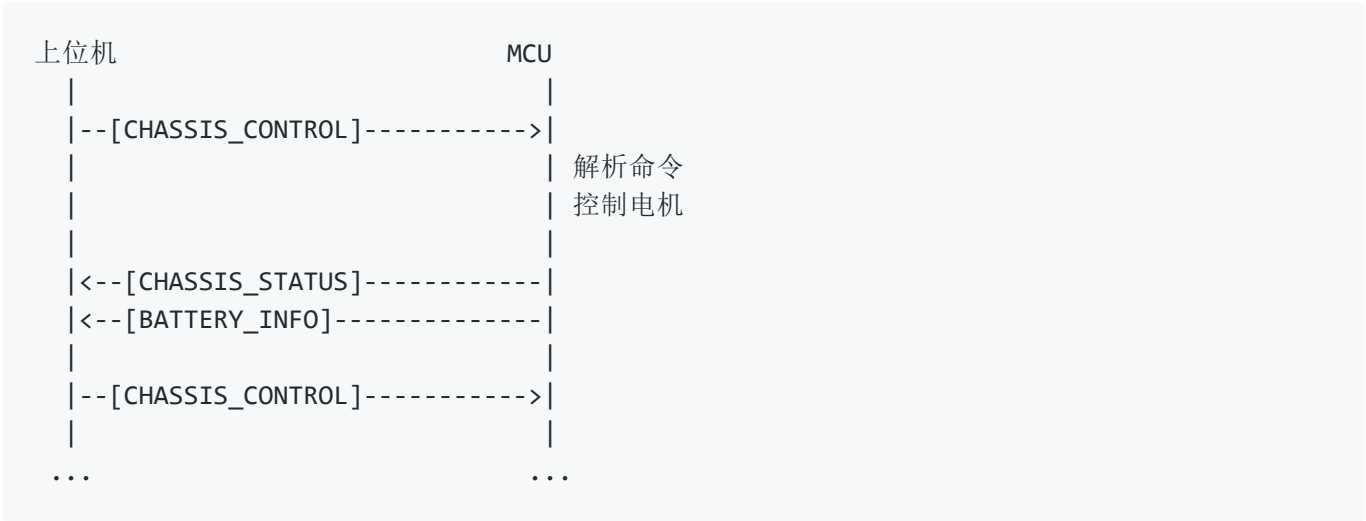 上位机                          MCU
  |                               |
  |--[CHASSIS_CONTROL]----------->|
  |                               | 解析命令
  |                               | 控制电机
  |                               |
  |<--[CHASSIS_STATUS]------------|
  |<--[BATTERY_INFO]--------------|
  |                               |
  |--[CHASSIS_CONTROL]----------->|
  |                               |
 ...                             ...